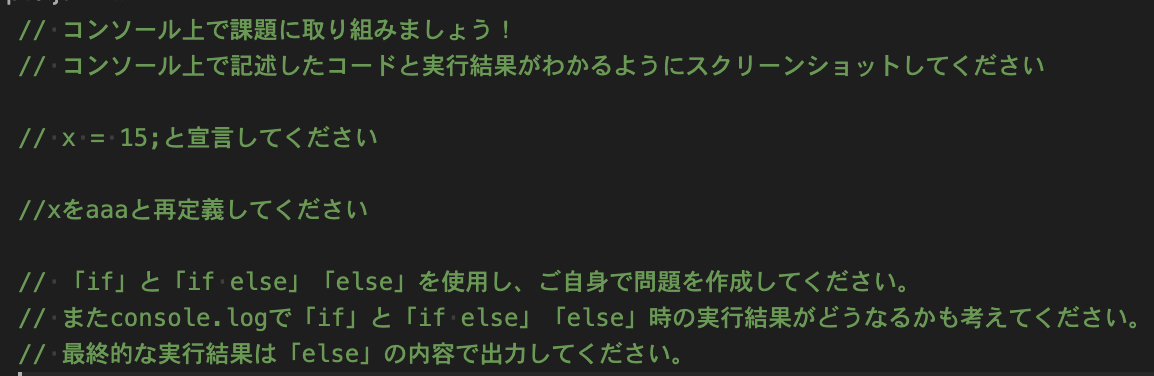 // コンソール上で課題に取り組みましょう！
// コンソール上で記述したコードと実行結果がわかるようにスクリーンショットしてください
// x = 15;と宣言してください
//xをaaaと再定義してください
// 「if」と「if else」「else」を使用し、ご自身で問題を作成してください。
// またconsole.logで「if」と「if else」「else」時の実行結果がどうなるかも考えてください。
// 最終的な実行結果は「else」の内容で出力してください。